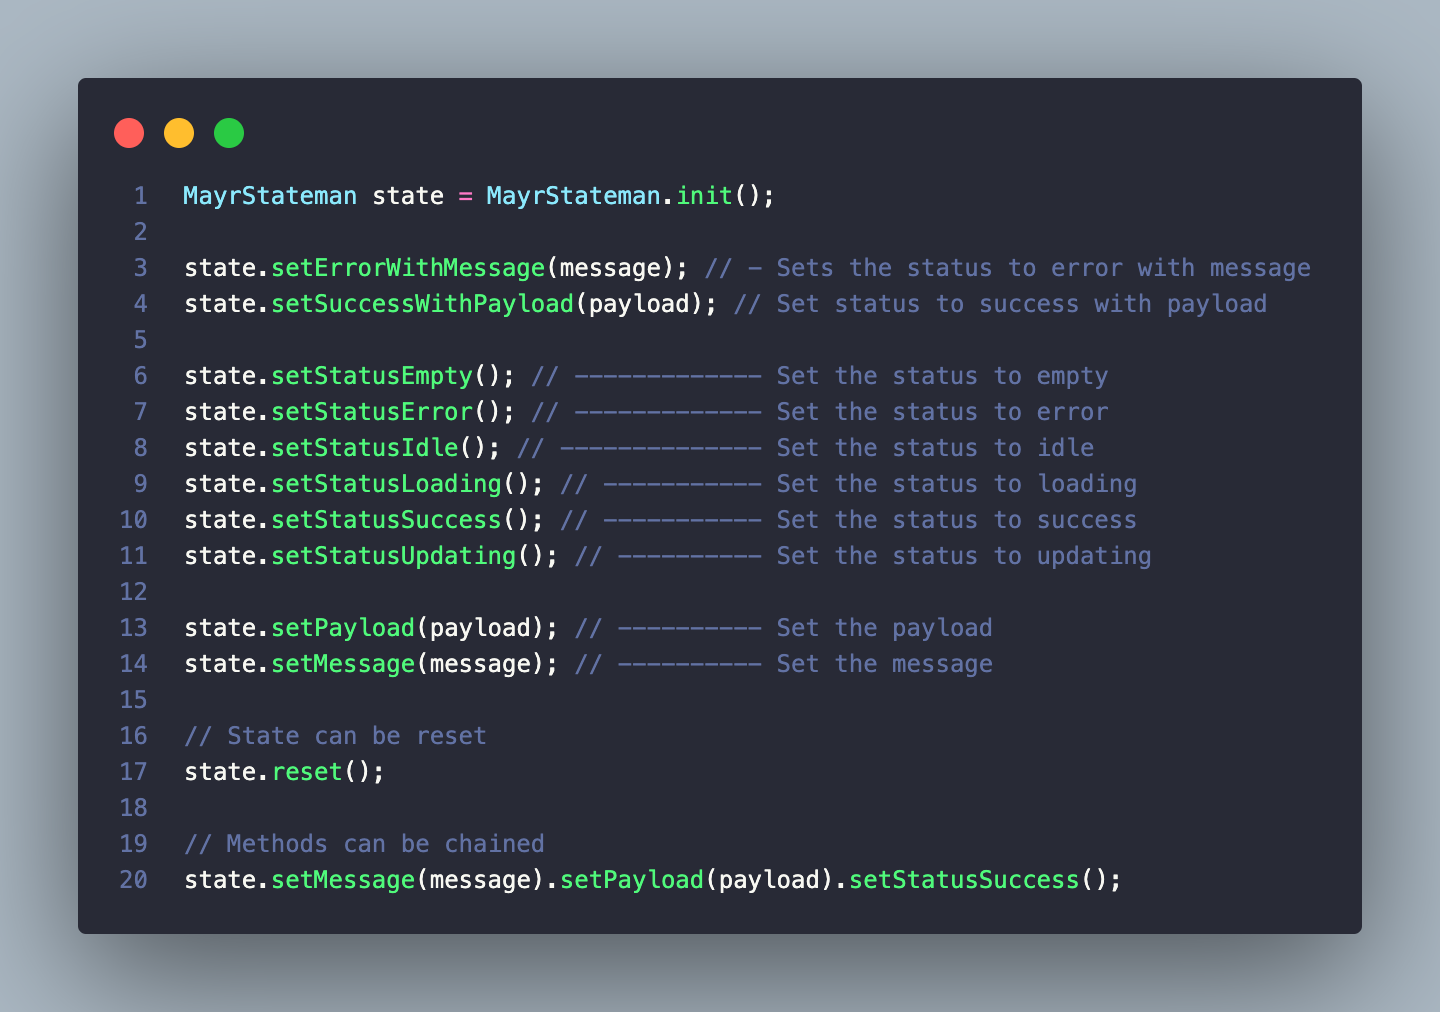 1 MayrStateman state = MayrStateman.init();
2
3 state.setErrorWithMessage(message); // - Sets the status to error with message
4 state.setSuccessWithPayload(payload); // Set status to success with payload
5
6 state.setStatusEmpty(); // ------------- Set the status to empty
7 state.setStatusError(); // ------------- Set the status to error
8 state.setStatusIdle(); // -------------- Set the status to idle
9 state.setStatusLoading(); // ----------- Set the status to loading
10 state.setStatusSuccess(); // ----------- Set the status to success
11 state.setStatusUpdating(); // ---------- Set the status to updating
12
13 state.setPayload(payload); // ---------- Set the payload
14 state.setMessage(message); // ---------- Set the message
15
16 // State can be reset
17 state.reset();
18
19 // Methods can be chained
20 state.setMessage(message).setPayload(payload).setStatusSuccess();